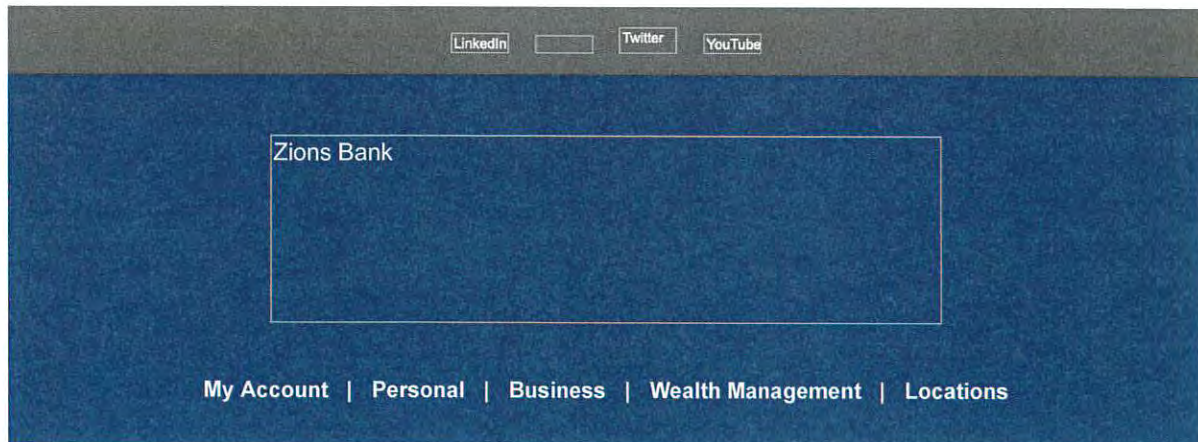 LinkedIn Twitter YouTube
Zions Bank
My Account | Personal | Business | Wealth Management | Locations